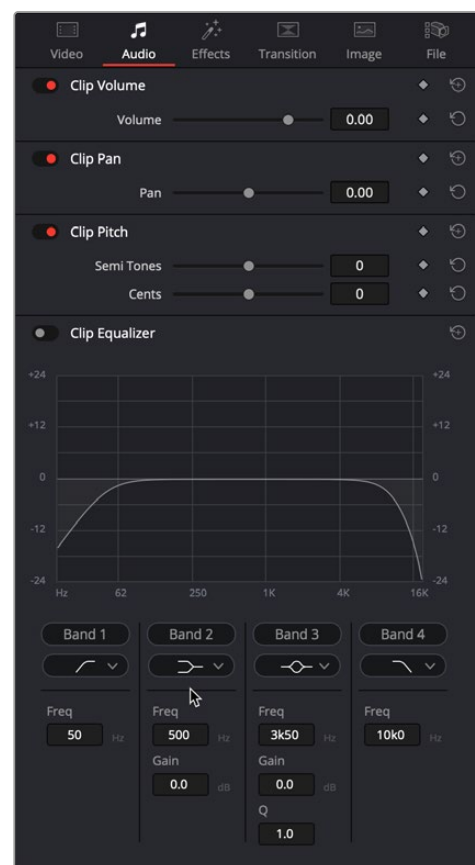 Video Audio Effects Transition Image File
Clip Volume
Volume 0.00
Clip Pan
Pan 0.00
Clip Pitch
Semi Tones 0
Cents 0
Clip Equalizer
+24 +24
+12 +12
0 0
-12 -12
-24 -24
Hz 62 250 1K 4K 16K
Band 1 Band 2 Band 3 Band 4
Freq Freq Freq Freq
50 Hz 500 Hz 3k50 Hz 10k0 Hz
Gain Gain
0.0 dB 0.0 dB
Q
1.0